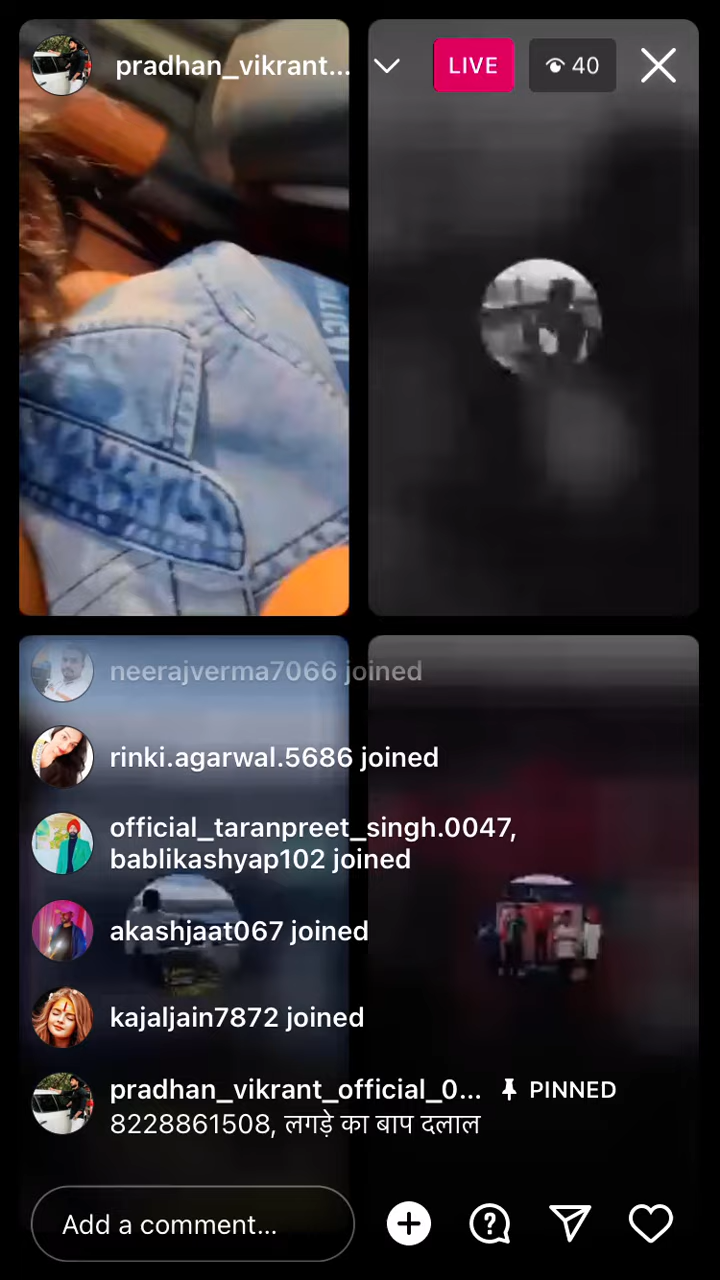 pradhan_vikrant...
LIVE
40
neerajverma7066 joined
rinki.agarwal.5686 joined
official_taranpreet_singh.0047,
bablikashyap102 joined
akashjaat067 joined
kajaljain7872 joined
pradhan_vikrant_official_0... PINNED
8228861508, लगड़े का बाप दलाल
Add a comment...